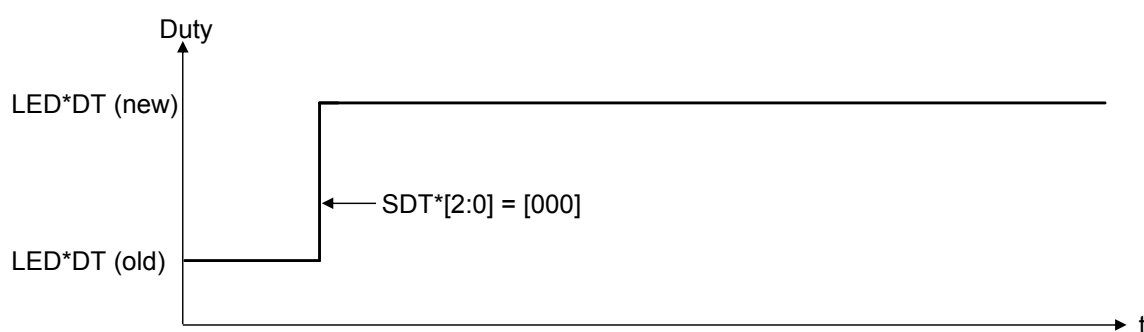 Duty
LED*DT (new)
SDT*[2:0] = [000]
LED*DT (old)
t